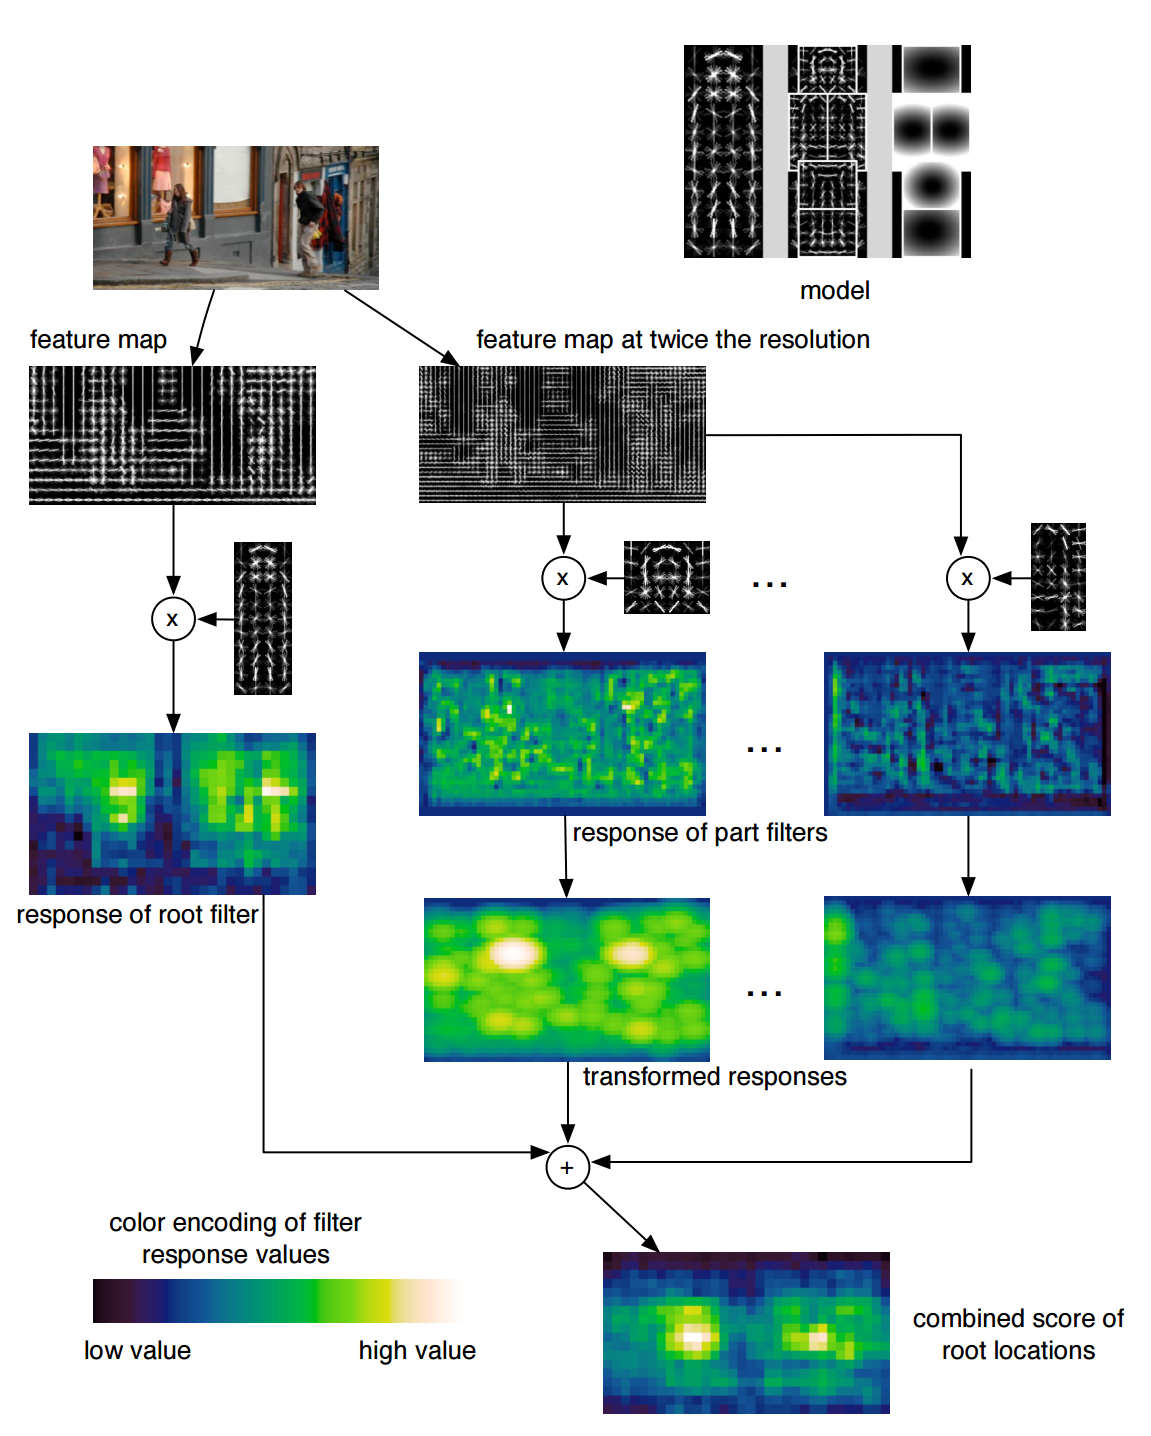 model
feature map
feature map at twice the resolution
x
x
x
...
...
response of part filters
response of root filter
...
transformed responses
+
color encoding of filter
response values
low value
high value
combined score of
root locations